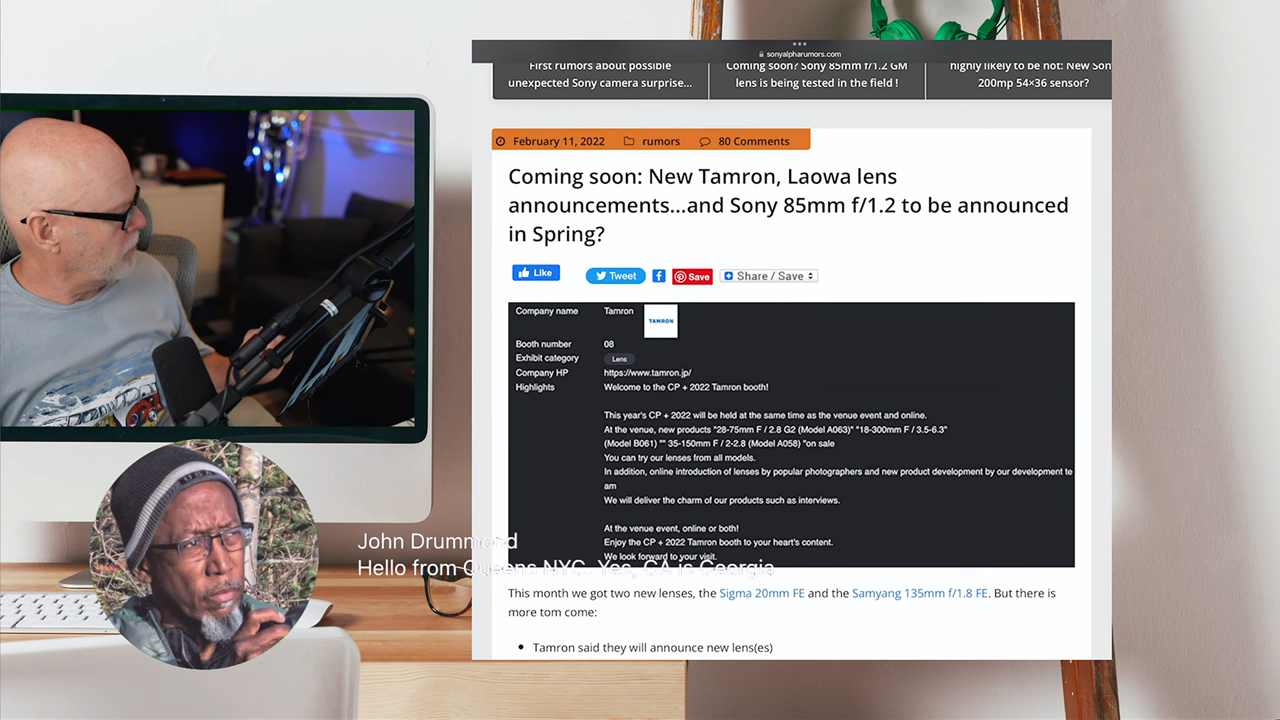 sonyalpharumors.com
First rumors about possible
unexpected Sony camera surprise...
Coming soon? Sony 85mm f/1.2 GM
lens is being tested in the field !
highly likely to be not: New Son
200mp 54×36 sensor?
February 11, 2022 rumors 80 Comments
Coming soon: New Tamron, Laowa lens
announcements...and Sony 85mm f/1.2 to be announced
in Spring?
Like Tweet Save Share / Save
Company name Tamron TAMRON
Booth number 08
Exhibit category Lens
Company HP https://www.tamron.jp/
Highlights Welcome to the CP + 2022 Tamron booth!
This year's CP + 2022 will be held at the same time as the venue event and online.
At the venue, new products "28-75mm F / 2.8 G2 (Model A063)" "18-300mm F / 3.5-6.3"
(Model B061) "" 35-150mm F / 2-2.8 (Model A058) "on sale
You can try our lenses from all models.
In addition, online introduction of lenses by popular photographers and new product development by our development te
am
We will deliver the charm of our products such as interviews.
At the venue event, online or both!
Enjoy the CP + 2022 Tamron booth to your heart's content.
We look forward to your visit.
John Drummond
Hello from Queens NYC. Yes, GA is Georgia
This month we got two new lenses, the Sigma 20mm FE and the Samyang 135mm f/1.8 FE. But there is
more tom come:
• Tamron said they will announce new lens(es)